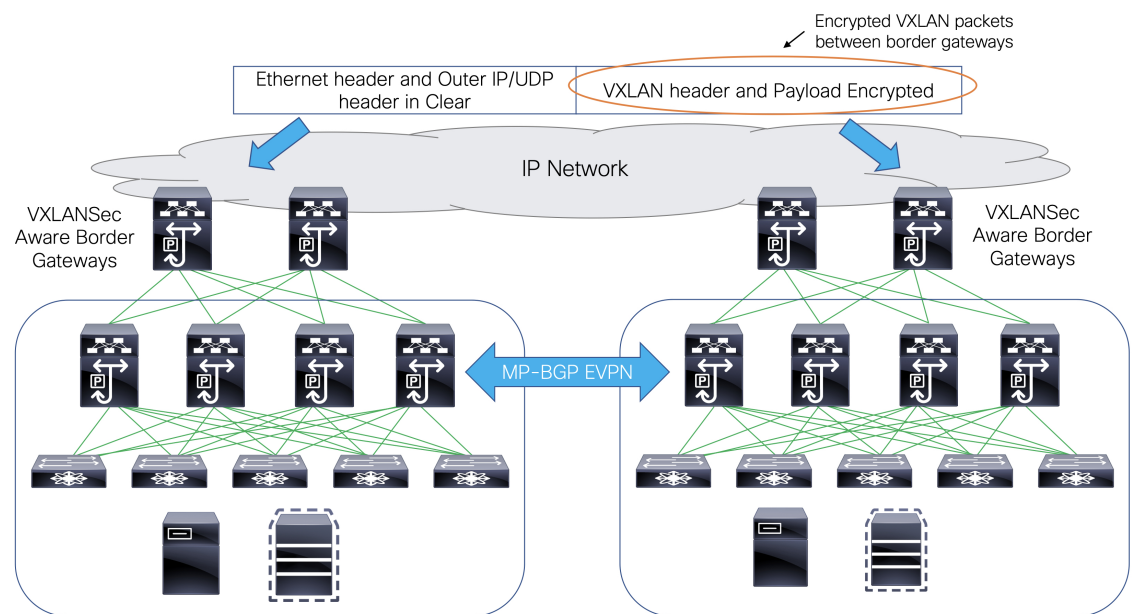 Encrypted VXLAN packets
between border gateways
Ethernet header and Outer IP/UDP
header in Clear
VXLAN header and Payload Encrypted
IP Network
VXLANSec
Aware Border
Gateways
VXLANSec
Aware Border
Gateways
P
P
P
P
P
P
P
P
MP-BGP EVPN
P
P
P
P